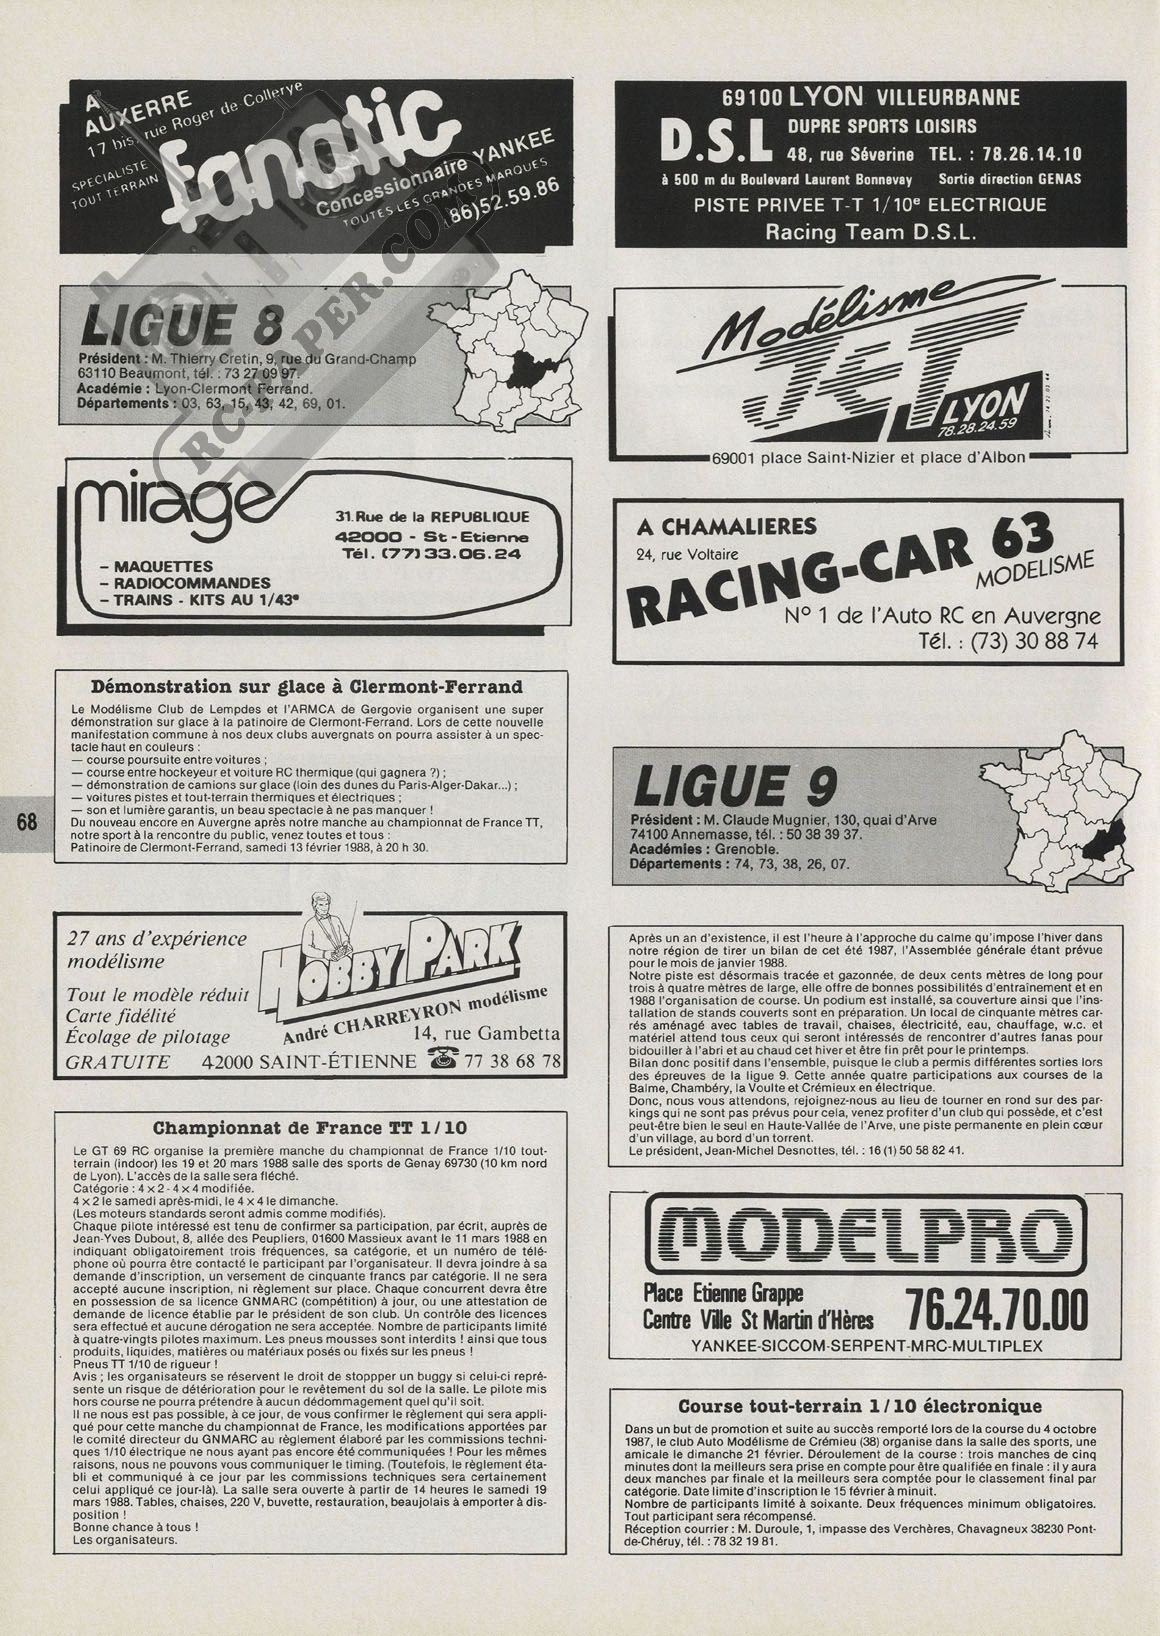 A
AUXERRE
17 bis, rue Roger de Collerye
SPECIALISTE
TOUT TERRAIN
Fanatic
Concessionnaire YANKEE
TOUTES LES GRANDES MARQUES
86)52.59.86
RC-PAPER.COM
LIGUE 8
Président : M. Thierry Cretin, 9, rue du Grand-Champ
63110 Beaumont, tél. : 73 27 09 97.
Académie : Lyon-Clermont Ferrand.
Départements : 03, 63, 15, 43, 42, 69, 01.
mirage
31.Rue de la REPUBLIQUE
42000 - St-Etienne
Tél. (77) 33.06.24
- MAQUETTES
- RADIOCOMMANDES
- TRAINS - KITS AU 1/43e
Démonstration sur glace à Clermont-Ferrand
Le Modélisme Club de Lempdes et l'ARMCA de Gergovie organisent une super
démonstration sur glace à la patinoire de Clermont-Ferrand. Lors de cette nouvelle
manifestation commune à nos deux clubs auvergnats on pourra assister à un spec-
tacle haut en couleurs :
— course poursuite entre voitures ;
— course entre hockeyeur et voiture RC thermique (qui gagnera ?) ;
— démonstration de camions sur glace (loin des dunes du Paris-Alger-Dakar...) ;
— voitures pistes et tout-terrain thermiques et électriques ;
— son et lumière garantis, un beau spectacle à ne pas manquer !
Du nouveau encore en Auvergne après notre manche au championnat de France TT,
notre sport à la rencontre du public, venez toutes et tous :
Patinoire de Clermont-Ferrand, samedi 13 février 1988, à 20 h 30.
68
27 ans d'expérience
modélisme
HOBBY PARK
Tout le modèle réduit
Carte fidélité
Écolage de pilotage
GRATUITE
André CHARREYRON modélisme
14, rue Gambetta
42000 SAINT-ÉTIENNE ☎ 77 38 68 78
Championnat de France TT 1/10
Le GT 69 RC organise la première manche du championnat de France 1/10 tout-
terrain (indoor) les 19 et 20 mars 1988 salle des sports de Genay 69730 (10 km nord
de Lyon). L'accès de la salle sera fléché.
Catégorie : 4 x 2 - 4 x 4 modifiée.
4 x 2 le samedi après-midi, le 4 x 4 le dimanche.
(Les moteurs standards seront admis comme modifiés).
Chaque pilote intéressé est tenu de confirmer sa participation, par écrit, auprès de
Jean-Yves Dubout, 8, allée des Peupliers, 01600 Massieux avant le 11 mars 1988 en
indiquant obligatoirement trois fréquences, sa catégorie, et un numéro de télé-
phone où pourra être contacté le participant par l'organisateur. Il devra joindre à sa
demande d'inscription, un versement de cinquante francs par catégorie. Il ne sera
accepté aucune inscription, ni règlement sur place. Chaque concurrent devra être
en possession de sa licence GNMARC (compétition) à jour, ou une attestation de
demande de licence établie par le président de son club. Un contrôle des licences
sera effectué et aucune dérogation ne sera acceptée. Nombre de participants limité
à quatre-vingts pilotes maximum. Les pneus mousses sont interdits ! ainsi que tous
produits, liquides, matières ou matériaux posés ou fixés sur les pneus !
Pneus TT 1/10 de rigueur !
Avis ; les organisateurs se réservent le droit de stoppper un buggy si celui-ci repré-
sente un risque de détérioration pour le revêtement du sol de la salle. Le pilote mis
hors course ne pourra prétendre à aucun dédommagement quel qu'il soit.
Il ne nous est pas possible, à ce jour, de vous confirmer le règlement qui sera appli-
qué pour cette manche du championnat de France, les modifications apportées par
le comité directeur du GNMARC au règlement élaboré par les commissions techni-
ques 1/10 électrique ne nous ayant pas encore été communiquées ! Pour les mêmes
raisons, nous ne pouvons vous communiquer le timing. (Toutefois, le règlement éta-
bli et communiqué à ce jour par les commissions techniques sera certainement
celui appliqué ce jour-là). La salle sera ouverte à partir de 14 heures le samedi 19
mars 1988. Tables, chaises, 220 V, buvette, restauration, beaujolais à emporter à dis-
position !
Bonne chance à tous !
Les organisateurs.
69100 LYON VILLEURBANNE
D.S.L DUPRE SPORTS LOISIRS
48, rue Séverine TEL. : 78.26.14.10
à 500 m du Boulevard Laurent Bonnevay Sortie direction GENAS
PISTE PRIVEE T-T 1/10e ELECTRIQUE
Racing Team D.S.L.
Modélisme
JET
LYON
78.28.24.59
69001 place Saint-Nizier et place d'Albon
A CHAMALIERES
24, rue Voltaire
RACING-CAR 63
MODELISME
N° 1 de l'Auto RC en Auvergne
Tél. : (73) 30 88 74
LIGUE 9
Président : M. Claude Mugnier, 130, quai d'Arve
74100 Annemasse, tél. : 50 38 39 37.
Académies : Grenoble.
Départements : 74, 73, 38, 26, 07.
Après un an d'existence, il est l'heure à l'approche du calme qu'impose l'hiver dans
notre région de tirer un bilan de cet été 1987, l'Assemblée générale étant prévue
pour le mois de janvier 1988.
Notre piste est désormais tracée et gazonnée, de deux cents mètres de long pour
trois à quatre mètres de large, elle offre de bonnes possibilités d'entraînement et en
1988 l'organisation de course. Un podium est installé, sa couverture ainsi que l'ins-
tallation de stands couverts sont en préparation. Un local de cinquante mètres car-
rés aménagé avec tables de travail, chaises, électricité, eau, chauffage, w.c. et
matériel attend tous ceux qui seront intéressés de rencontrer d'autres fanas pour
bidouiller à l'abri et au chaud cet hiver et être fin prêt pour le printemps.
Bilan donc positif dans l'ensemble, puisque le club a permis différentes sorties lors
des épreuves de la ligue 9. Cette année quatre participations aux courses de la
Balme, Chambéry, la Voulte et Crémieux en électrique.
Donc, nous vous attendons, rejoignez-nous au lieu de tourner en rond sur des par-
kings qui ne sont pas prévus pour cela, venez profiter d'un club qui possède, et c'est
peut-être bien le seul en Haute-Vallée de l'Arve, une piste permanente en plein cœur
d'un village, au bord d'un torrent.
Le président, Jean-Michel Desnottes, tél. : 16 (1) 50 58 82 41.
MODELPRO
Place Etienne Grappe
Centre Ville St Martin d'Hères
76.24.70.00
YANKEE-SICCOM-SERPENT-MRC-MULTIPLEX
Course tout-terrain 1/10 électronique
Dans un but de promotion et suite au succès remporté lors de la course du 4 octobre
1987, le club Auto Modélisme de Crémieu (38) organise dans la salle des sports, une
amicale le dimanche 21 février. Déroulement de la course : trois manches de cinq
minutes dont la meilleurs sera prise en compte pour être qualifiée en finale : il y aura
deux manches par finale et la meilleurs sera comptée pour le classement final par
catégorie. Date limite d'inscription le 15 février à minuit.
Nombre de participants limité à soixante. Deux fréquences minimum obligatoires.
Tout participant sera récompensé.
Réception courrier : M. Duroule, 1, impasse des Verchères, Chavagneux 38230 Pont-
de-Chéruy, tél. : 78 32 19 81.